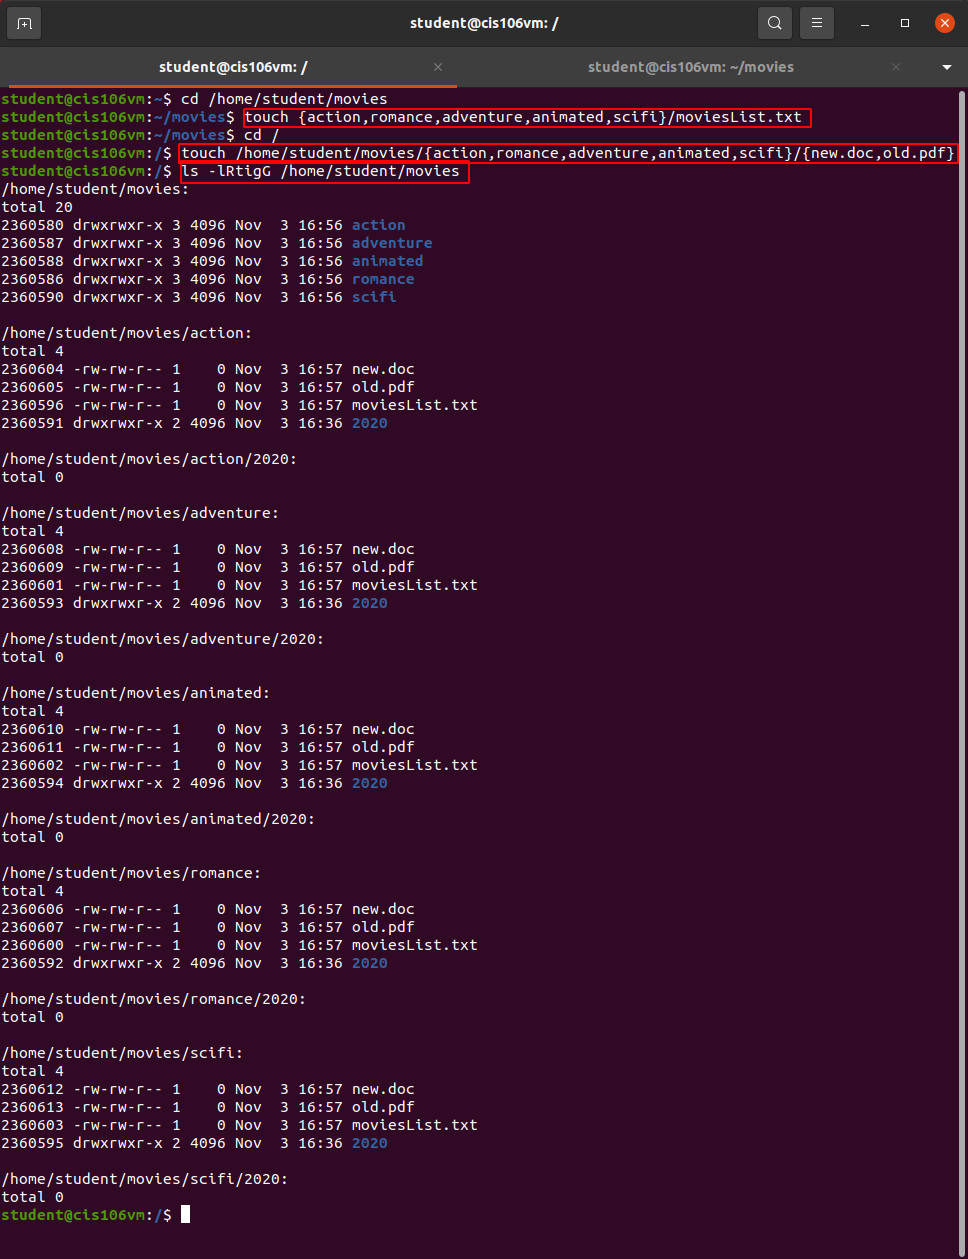 student@cis106vm: /
student@cis106vm: / student@cis106vm: ~/movies
student@cis106vm:~$ cd /home/student/movies
student@cis106vm:~/movies$ touch {action,romance,adventure,animated,scifi}/moviesList.txt
student@cis106vm:~/movies$ cd /
student@cis106vm:/$ touch /home/student/movies/{action,romance,adventure,animated,scifi}/{new.doc,old.pdf}
student@cis106vm:/$ ls -lRtigG /home/student/movies
/home/student/movies:
total 20
2360580 drwxrwxr-x 3 4096 Nov  3 16:56 action
2360587 drwxrwxr-x 3 4096 Nov  3 16:56 adventure
2360588 drwxrwxr-x 3 4096 Nov  3 16:56 animated
2360586 drwxrwxr-x 3 4096 Nov  3 16:56 romance
2360590 drwxrwxr-x 3 4096 Nov  3 16:56 scifi

/home/student/movies/action:
total 4
2360604 -rw-rw-r-- 1    0 Nov  3 16:57 new.doc
2360605 -rw-rw-r-- 1    0 Nov  3 16:57 old.pdf
2360596 -rw-rw-r-- 1    0 Nov  3 16:57 moviesList.txt
2360591 drwxrwxr-x 2 4096 Nov  3 16:36 2020

/home/student/movies/action/2020:
total 0

/home/student/movies/adventure:
total 4
2360608 -rw-rw-r-- 1    0 Nov  3 16:57 new.doc
2360609 -rw-rw-r-- 1    0 Nov  3 16:57 old.pdf
2360601 -rw-rw-r-- 1    0 Nov  3 16:57 moviesList.txt
2360593 drwxrwxr-x 2 4096 Nov  3 16:36 2020

/home/student/movies/adventure/2020:
total 0

/home/student/movies/animated:
total 4
2360610 -rw-rw-r-- 1    0 Nov  3 16:57 new.doc
2360611 -rw-rw-r-- 1    0 Nov  3 16:57 old.pdf
2360602 -rw-rw-r-- 1    0 Nov  3 16:57 moviesList.txt
2360594 drwxrwxr-x 2 4096 Nov  3 16:36 2020

/home/student/movies/animated/2020:
total 0

/home/student/movies/romance:
total 4
2360606 -rw-rw-r-- 1    0 Nov  3 16:57 new.doc
2360607 -rw-rw-r-- 1    0 Nov  3 16:57 old.pdf
2360600 -rw-rw-r-- 1    0 Nov  3 16:57 moviesList.txt
2360592 drwxrwxr-x 2 4096 Nov  3 16:36 2020

/home/student/movies/romance/2020:
total 0

/home/student/movies/scifi:
total 4
2360612 -rw-rw-r-- 1    0 Nov  3 16:57 new.doc
2360613 -rw-rw-r-- 1    0 Nov  3 16:57 old.pdf
2360603 -rw-rw-r-- 1    0 Nov  3 16:57 moviesList.txt
2360595 drwxrwxr-x 2 4096 Nov  3 16:36 2020

/home/student/movies/scifi/2020:
total 0
student@cis106vm:/$